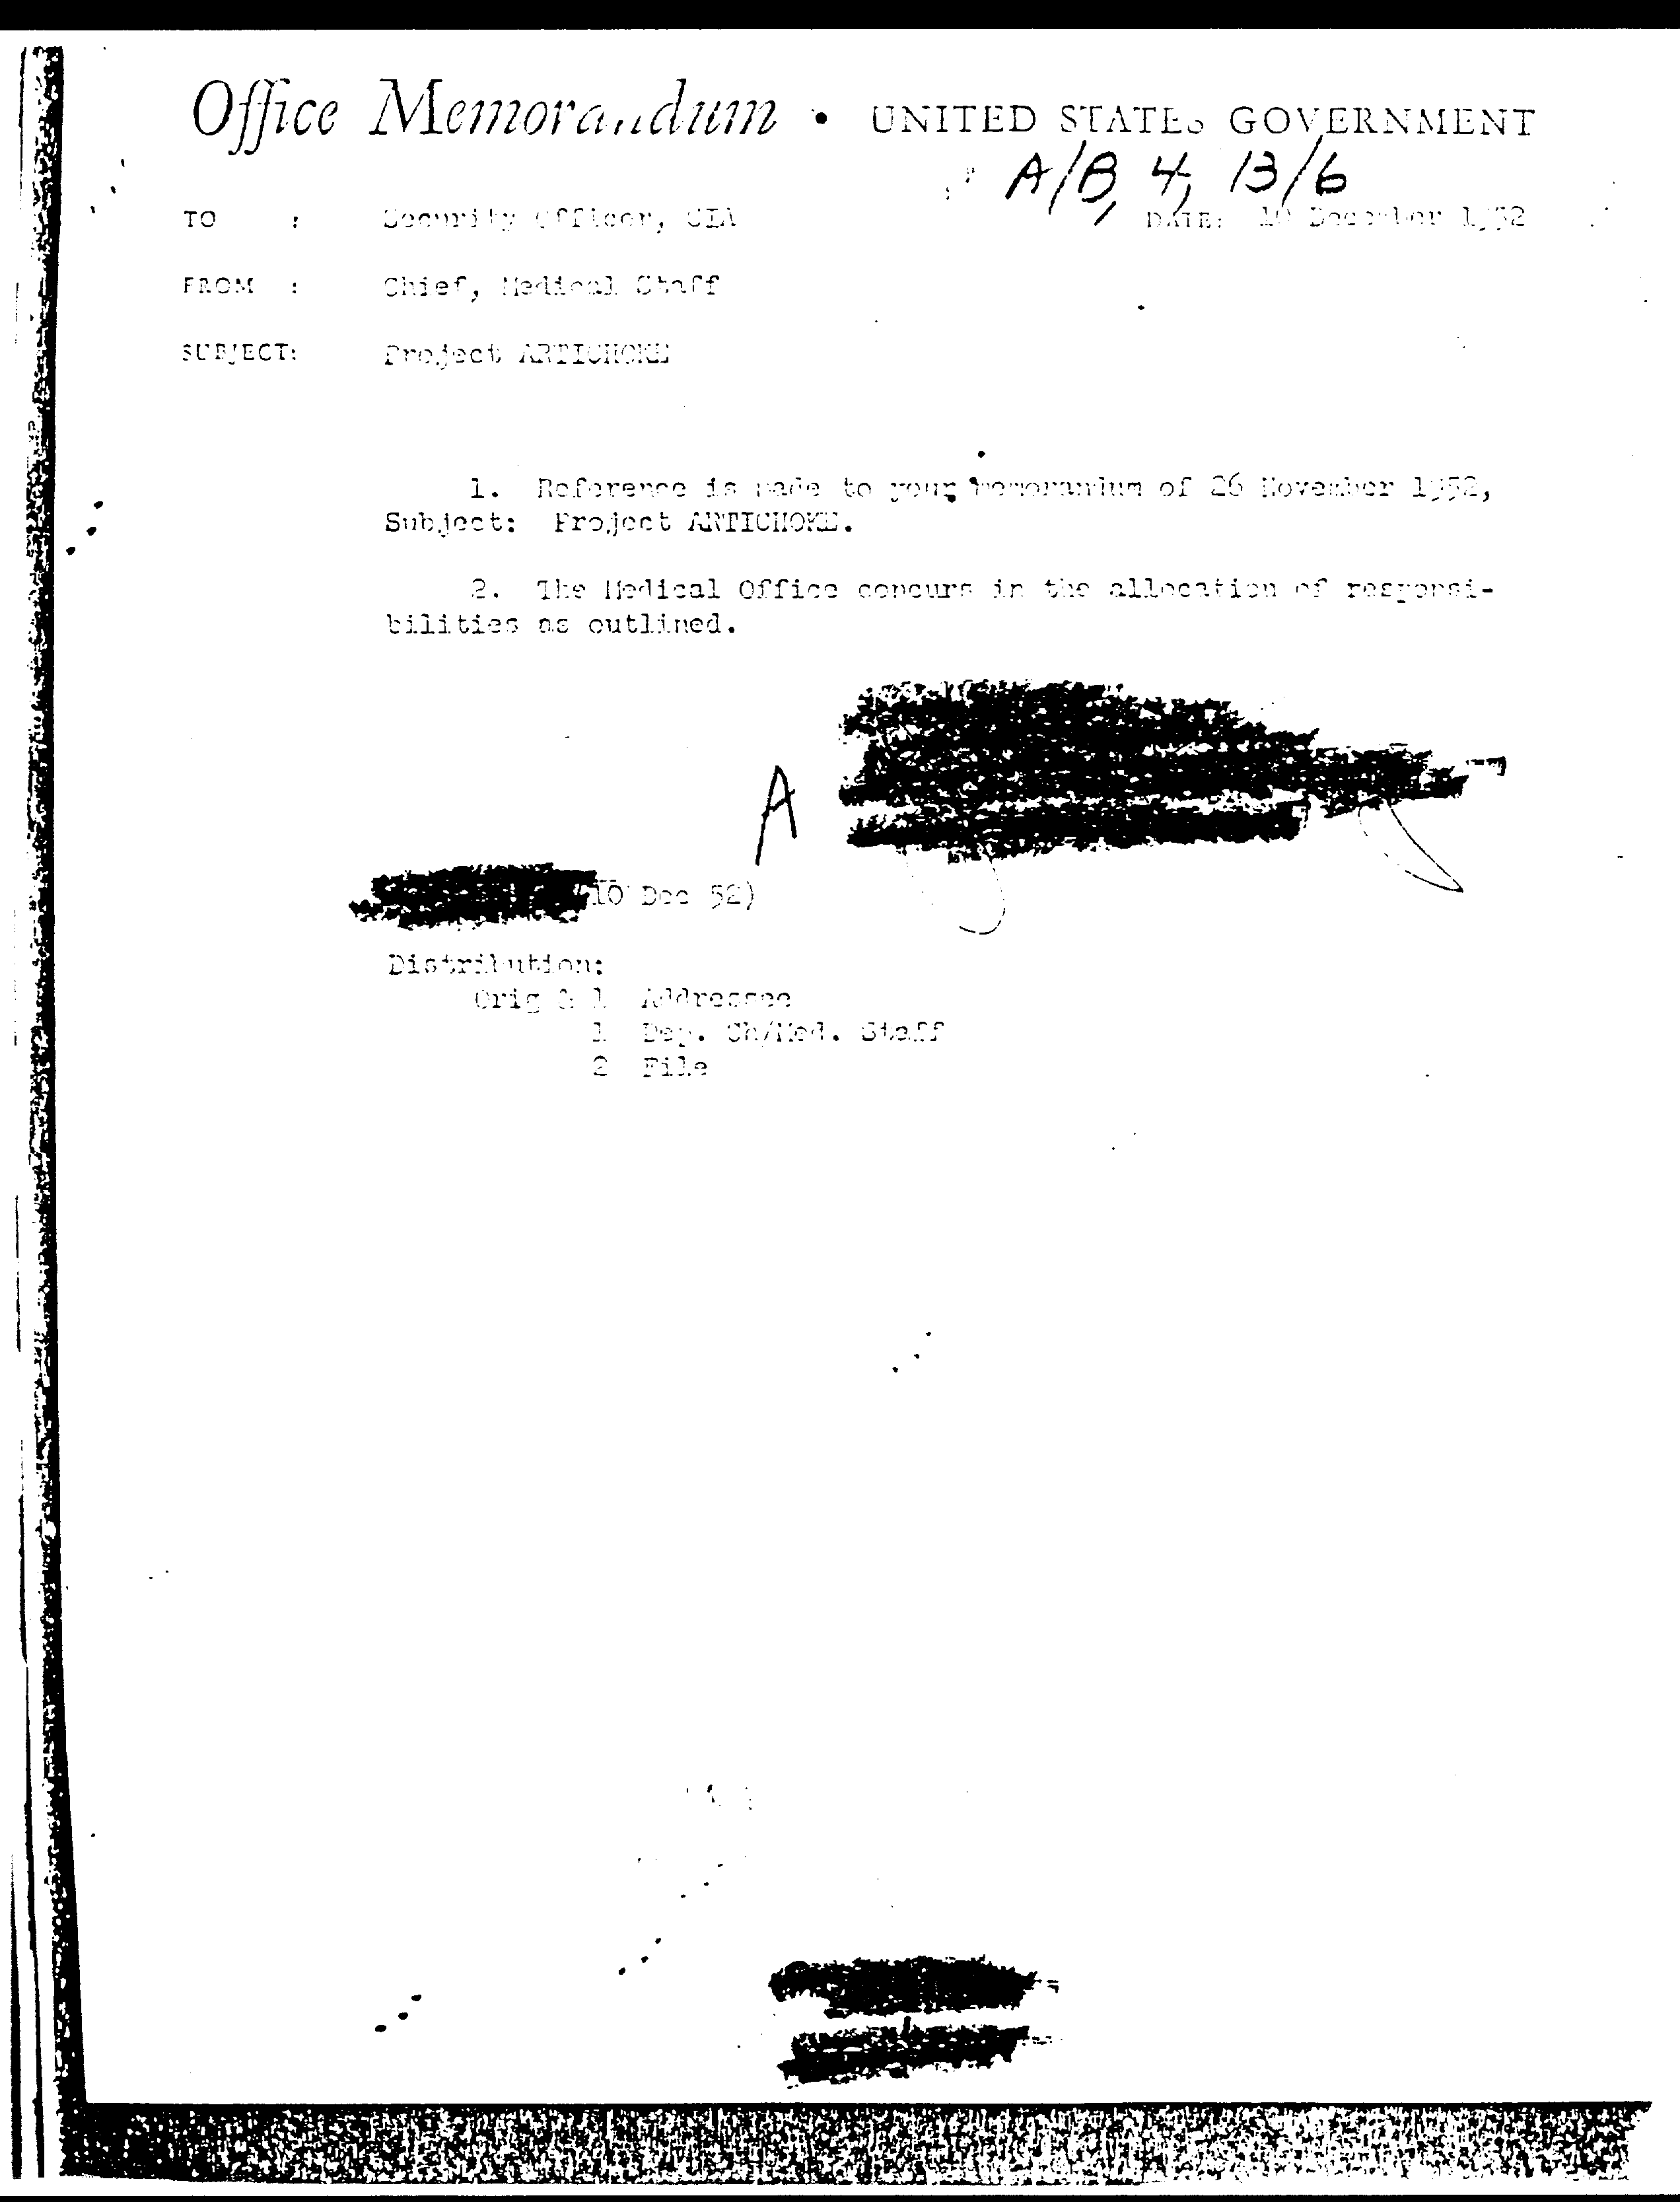 Office Memorandum • UNITED STATES GOVERNMENT
A/B, 4, 13/6
TO : Security Officer, CIA DATE: 10 December 1952
FROM : Chief, Medical Staff
SUBJECT: Project ARTICHOKE
1. Reference is made to your memorandum of 26 November 1952,
Subject: Project ARTICHOKE.
2. The Medical Office concurs in the allocation of responsi-
bilities as outlined.
A
10 Dec 52)
Distribution:
Orig & 1 Addressee
1 Dep. Ch/Med. Staff
2 File